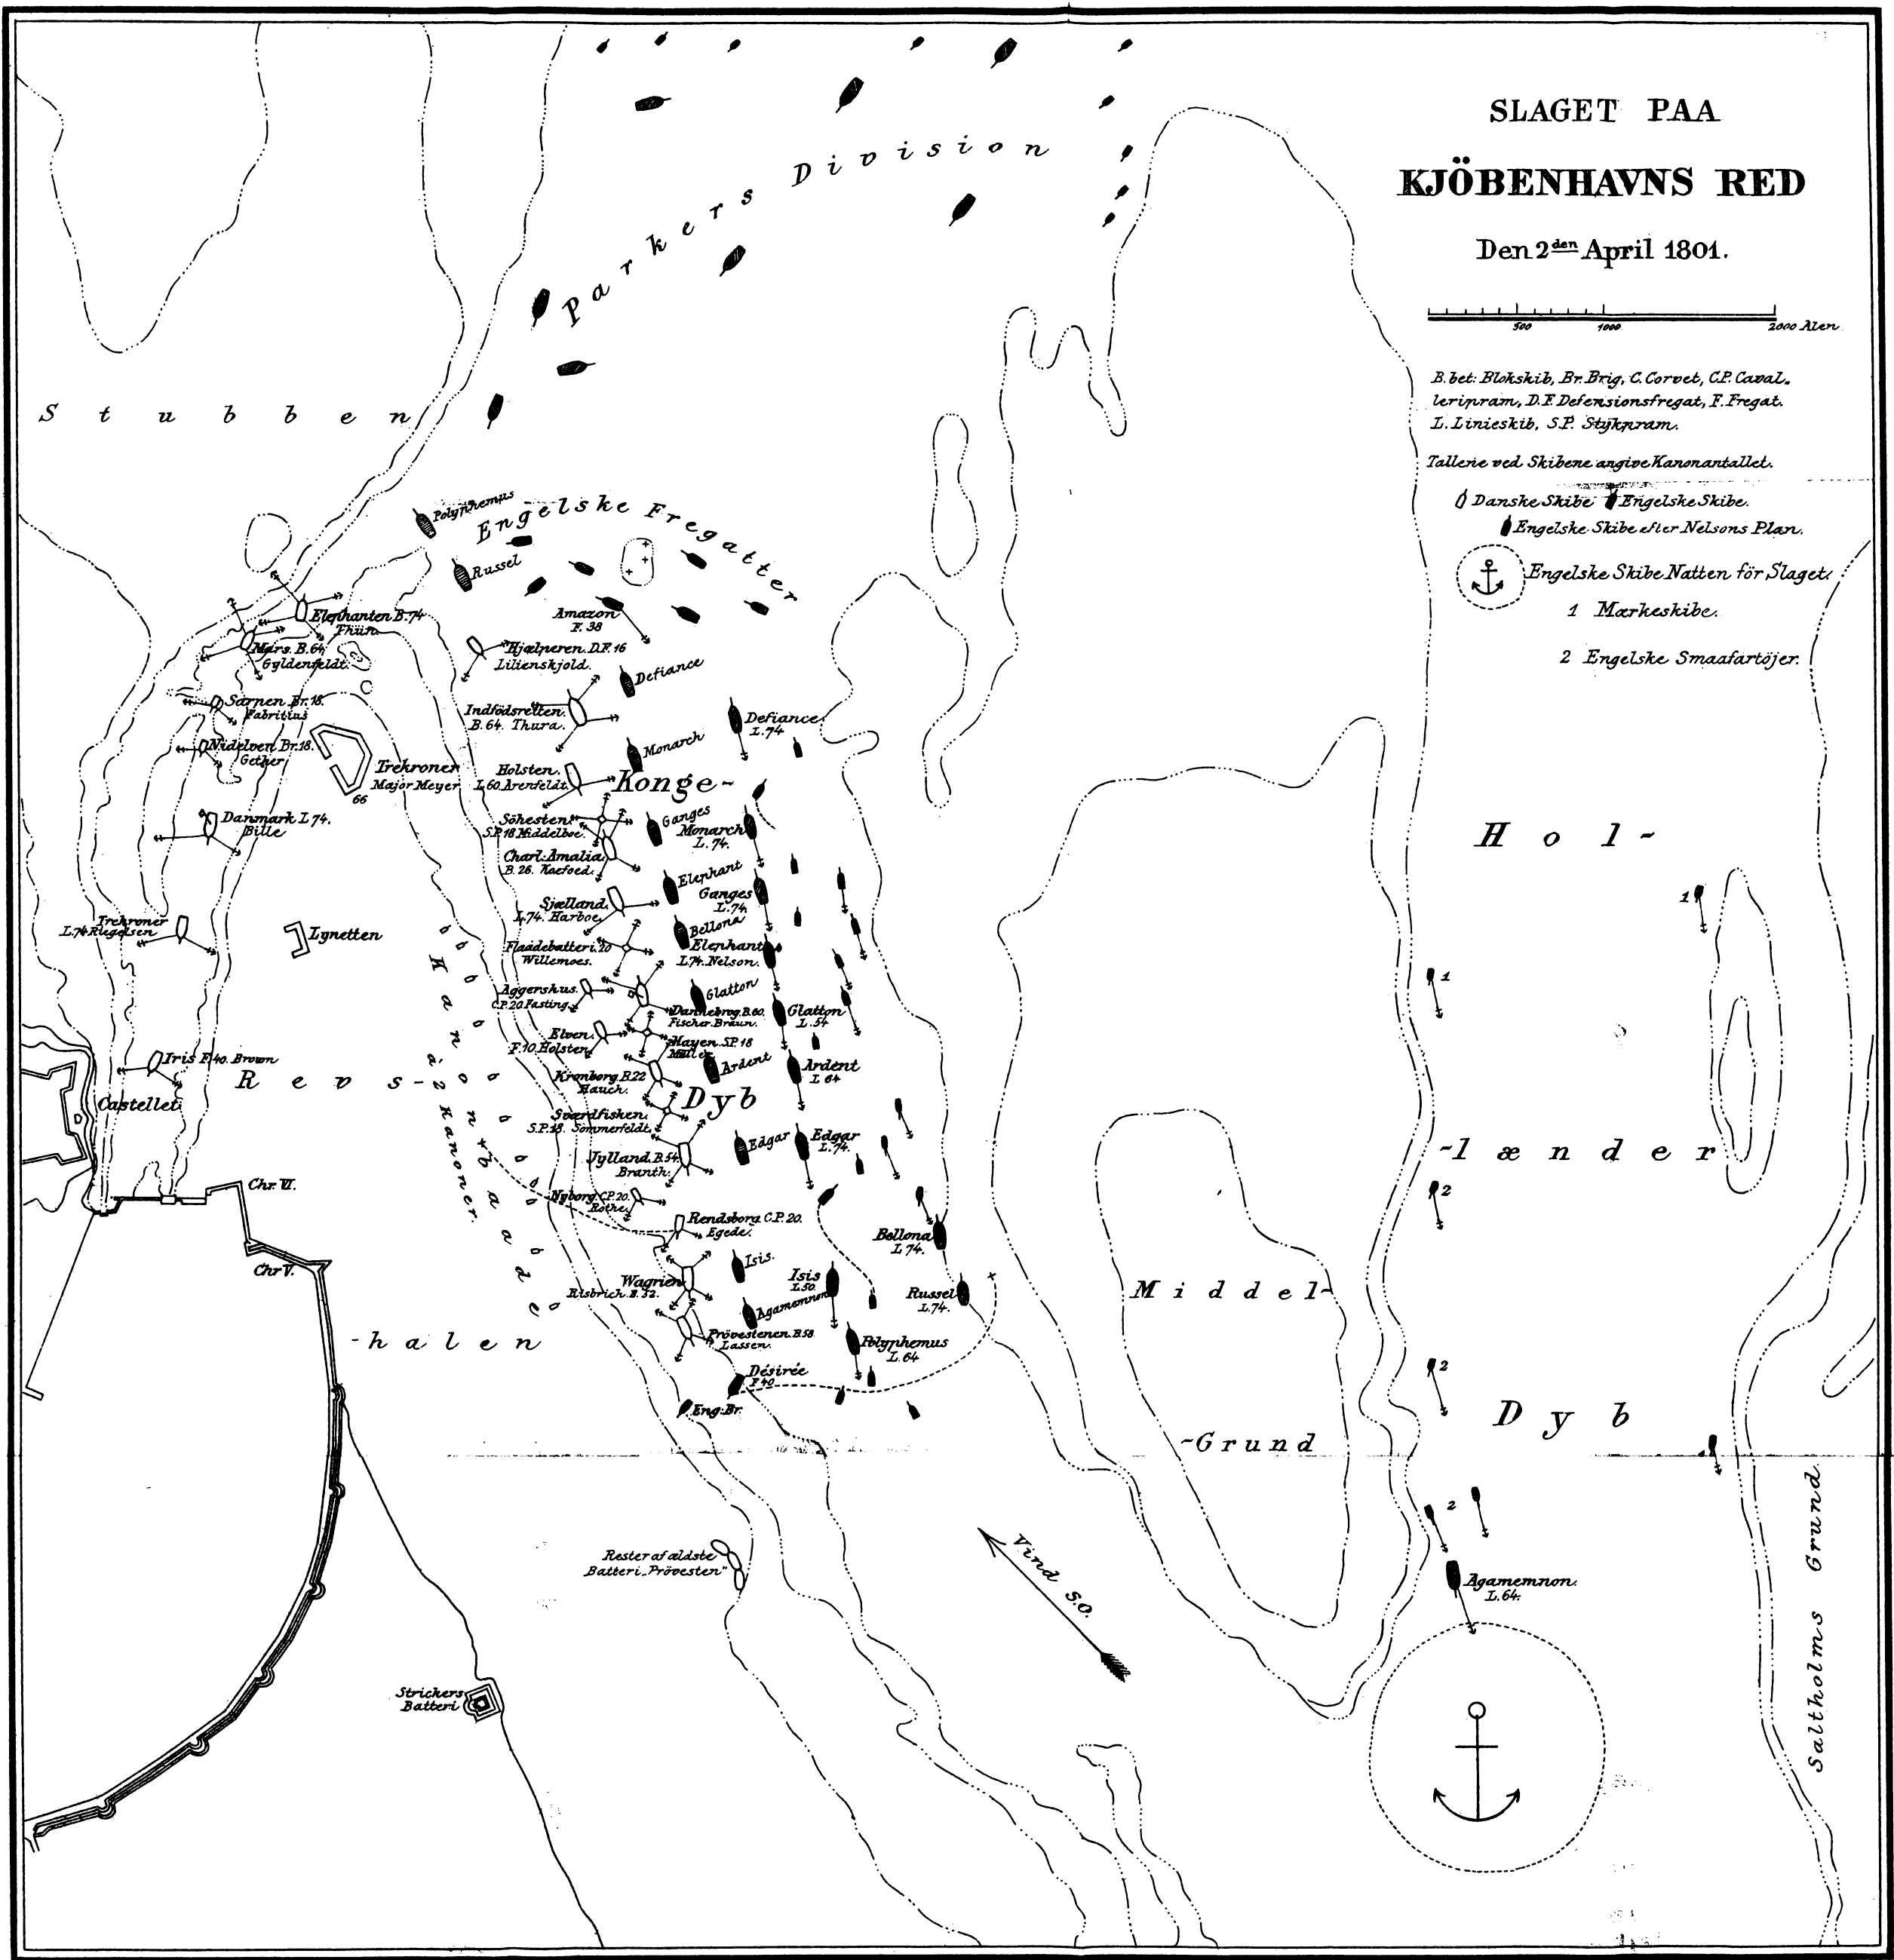 SLAGET PAA
KJÖBENHAVNS RED
Den 2den April 1801.
500 1000 2000 Alen
B. bet: Blokskib, Br. Brig, C. Corvet, C.P. Caval-
leripram, D.F. Defensionsfregat, F. Fregat.
L. Linieskib, S.P. Stykpram.
Tallene ved Skibene angive Kanonantallet.
Danske Skibe Engelske Skibe.
Engelske Skibe efter Nelsons Plan.
Engelske Skibe Natten för Slaget.
1 Mærkeskibe.
2 Engelske Smaafartöjer.
Parkers Division
Stubben
Engelske Fregatter
Polyphemus
Russel
Amazon
F. 38
Elephanten B. 74
Thun.
Mars. B. 64
Gyldenfeldt.
Hjælperen. D.F. 16
Lilienskjold.
Defiance
Sarpen Br. 18.
Fabritius
Indfödsretten.
B. 64. Thura.
Defiance.
L. 74
Nidelven Br. 18.
Gether
Monarch
Trekroner
Major Meyer
66
Holsten.
L. 60. Arenfeldt.
Konge-
Danmark L 74.
Bille
Söhesten.
S.P. 18 Middelboe.
Ganges
Monarch
L. 74.
Charl: Amalia
B. 26. Kaefoed.
Elephant
Ganges
L. 74.
Sjælland.
L. 74. Harboe.
Bellona
Trekroner
L. 74 Riegelsen
Lynetten
Flaadebatteri. 20
Willemoes.
Elephant
L. 74. Nelson.
Aggershus.
C.P. 20. Fasting.
Glatton
Dannebrog. B. 60.
Fischer. Braun.
Glatton
L. 54
Elven.
F. 10. Holsten
Hayen. S.P. 18
Müller
Ardent
Ardent
L 64
Iris F. 40. Brown
Kronborg. B. 22
Hauch.
Dyb
Revs-
Castellet
Kanonbaade
á 2 Kanoner.
Sværdfisken.
S.P. 18. Sommerfeldt.
Edgar
Edgar
L. 74.
Jylland. B. 54.
Branth.
Nyborg. C.P. 20.
Rothe.
Rendsborg. C.P. 20.
Egede.
Chr. VI.
Chr V.
Bellona
L 74.
Isis.
Isis
L 50.
Wagrien
Risbrich. B. 52.
Agamemnon
Russel
L. 74.
Prövestenen. B. 58
Lassen.
Polyphemus
L. 64
-halen
Désirée
F 40
Eng: Br.
Hol-
1
1
-lænder
2
Middel-
-Grund
2
Dyb
2
Agamemnon.
L. 64.
Saltholms Grund
Vind S.O.
Rester af ældste
Batteri „Prövesten"
Strickers
Batteri